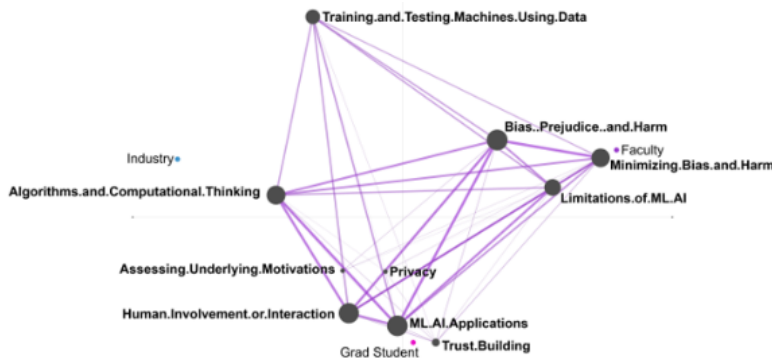 Training.and.Testing.Machines.Using.Data
Bias..Prejudice..and.Harm
Faculty
Industry
Minimizing.Bias.and.Harm
Algorithms.and.Computational.Thinking
Limitations.of.ML.AI
Assessing.Underlying.Motivations
Privacy
Human.Involvement.or.Interaction
ML.AI.Applications
Grad Student
Trust.Building